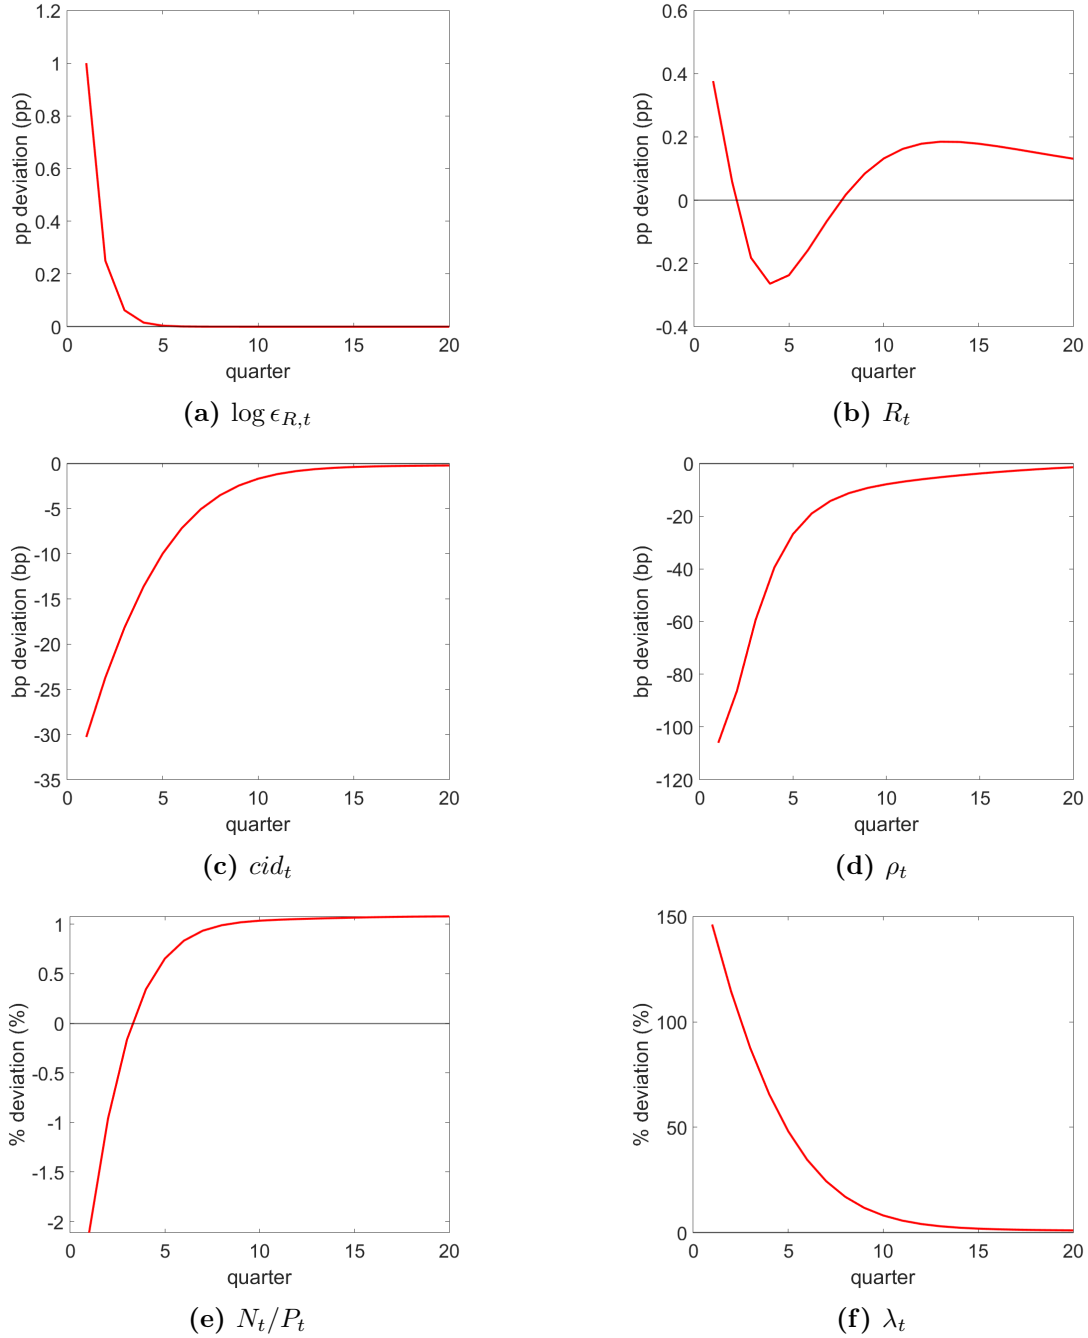 pp deviation (pp)
1.2
1
0.8
0.6
0.4
0.2
0
0 5 10 15 20
quarter
(a) log ϵR,t
pp deviation (pp)
0.6
0.4
0.2
0
-0.2
-0.4
0 5 10 15 20
quarter
(b) Rt
bp deviation (bp)
0
-5
-10
-15
-20
-25
-30
-35
0 5 10 15 20
quarter
(c) cidt
bp deviation (bp)
0
-20
-40
-60
-80
-100
-120
0 5 10 15 20
quarter
(d) ρt
% deviation (%)
1
0.5
0
-0.5
-1
-1.5
-2
0 5 10 15 20
quarter
(e) Nt/Pt
% deviation (%)
150
100
50
0
0 5 10 15 20
quarter
(f) λt